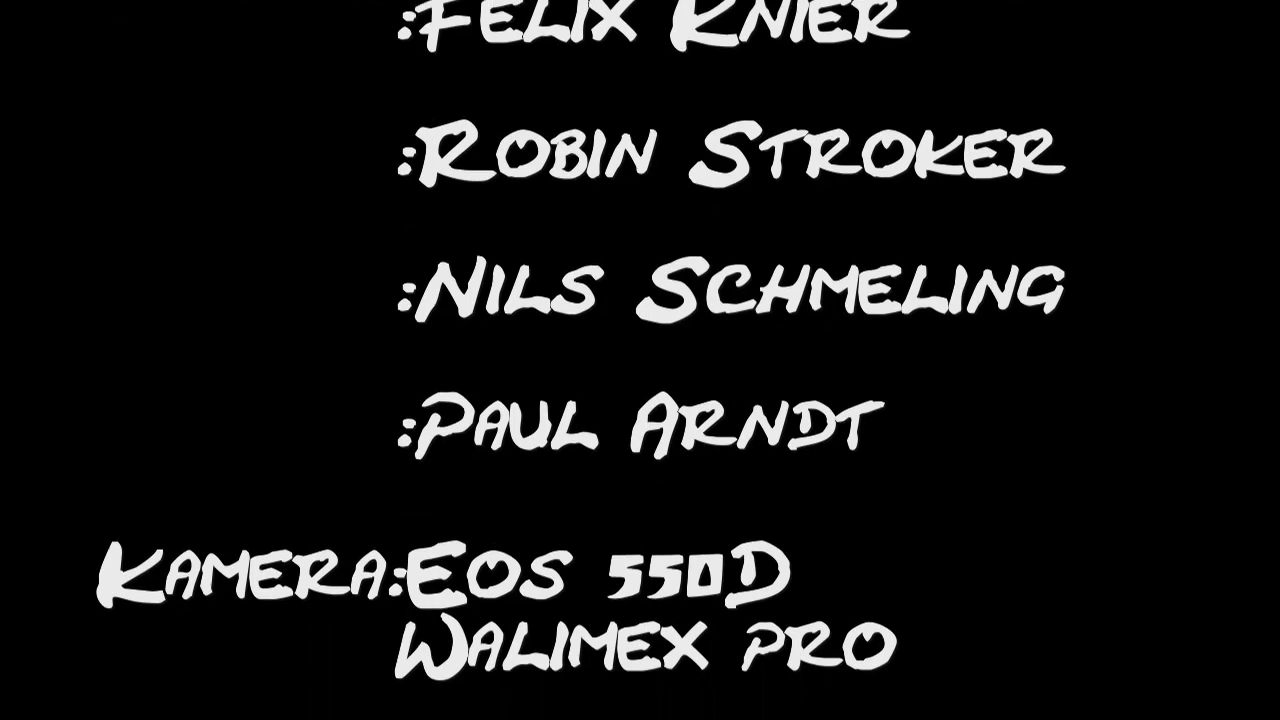 :Felix Knier
:Robin Stroker
:Nils Schmeling
:Paul Arndt
Kamera:Eos 550D
Walimex pro